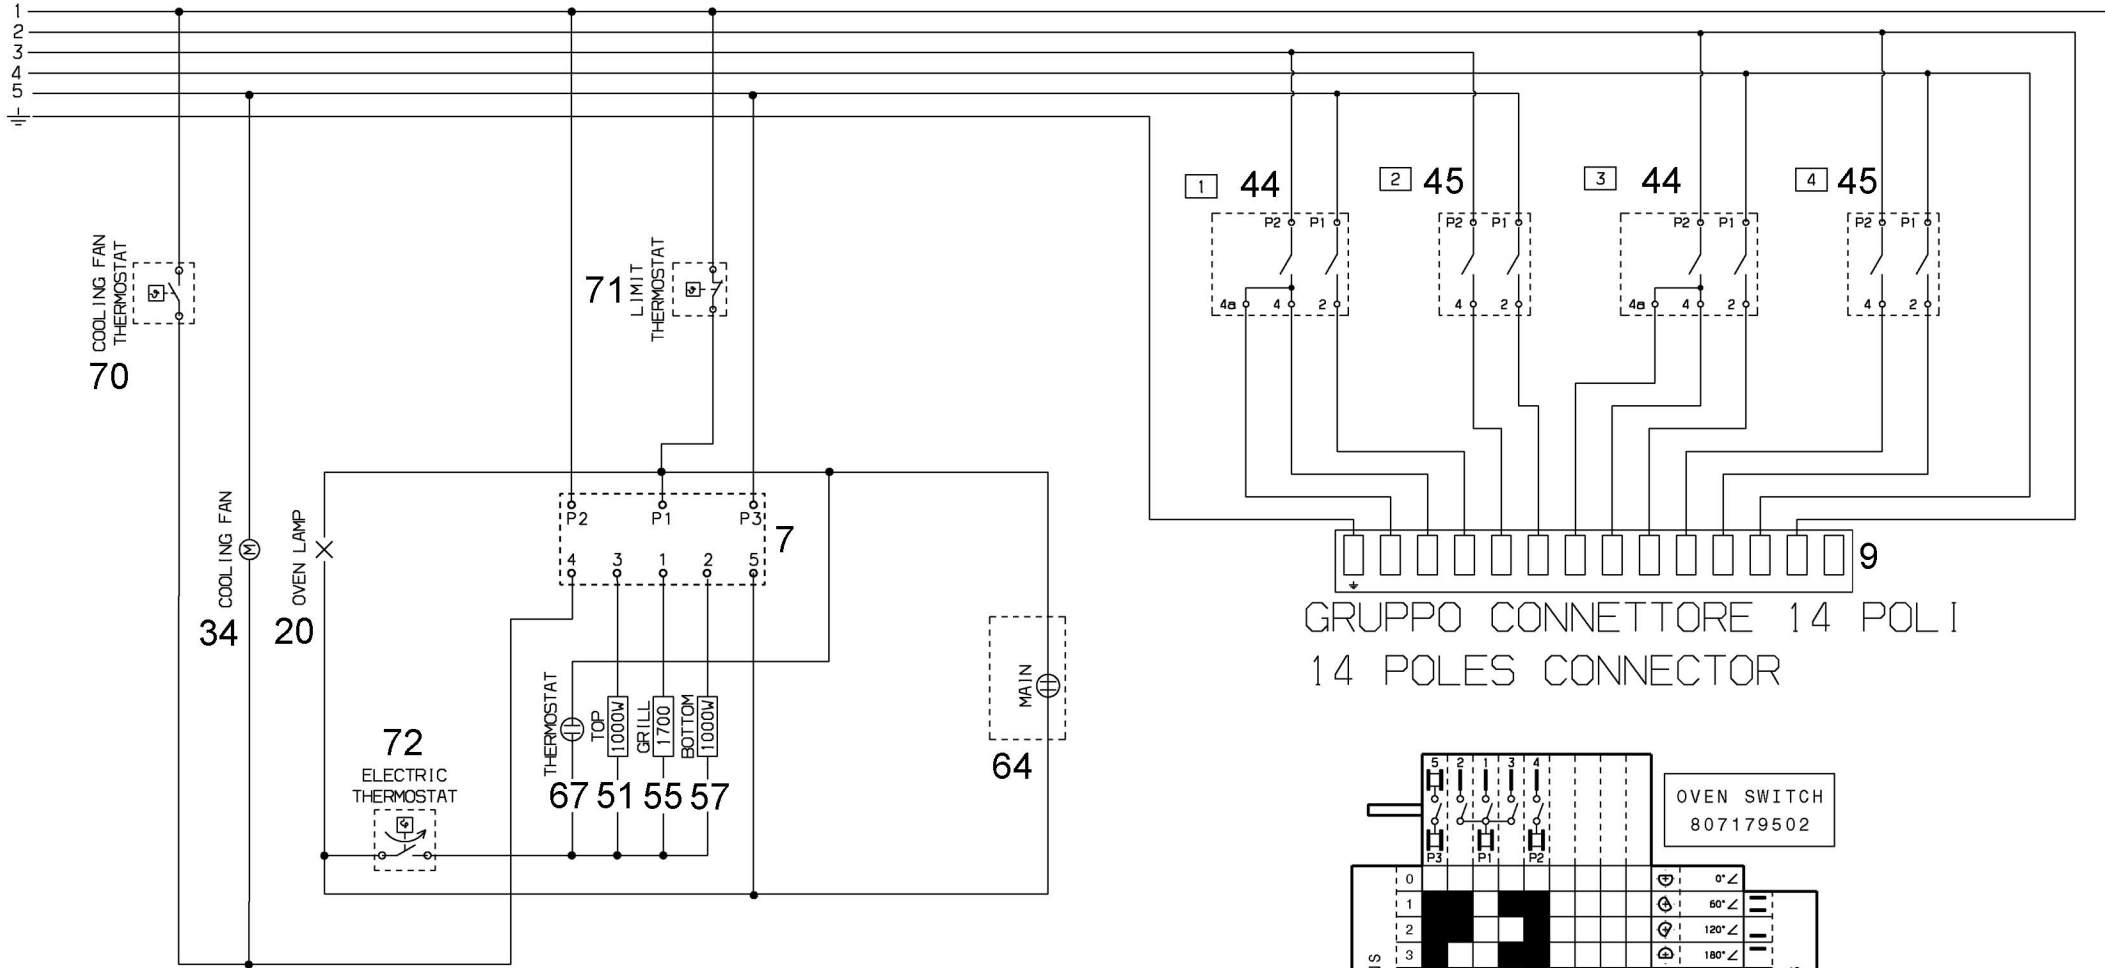 1
2
3
4
5
1 44
2 45
3 44
4 45
P2 P1
P2 P1
P2 P1
P2 P1
4a 4 2
4 2
4a 4 2
4 2
COOLING FAN
THERMOSTAT
70
71
LIMIT
THERMOSTAT
P2 P1 P3
7
4 3 1 2 5
COOLING FAN
34
M
OVEN LAMP
20
9
GRUPPO CONNETTORE 14 POLI
14 POLES CONNECTOR
MAIN
64
72
ELECTRIC
THERMOSTAT
THERMOSTAT
67
TOP
1000W
51
GRILL
1700
55
BOTTOM
1000W
57
5 2 1 3 4
P3 P1 P2
OVEN SWITCH
807179502
0 0°∠
1 60°∠
2 120°∠
3 180°∠